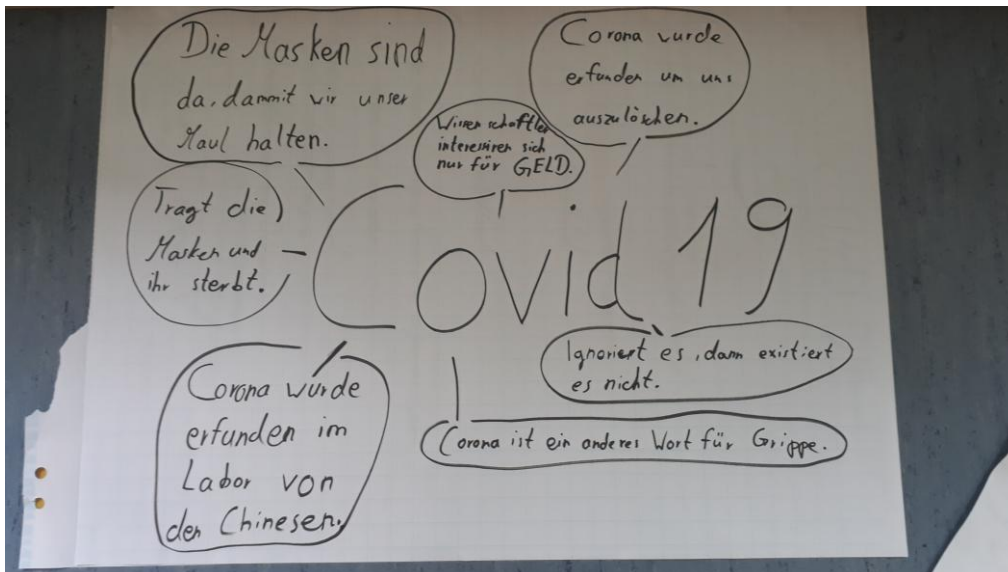 Die Masken sind
da, dammit wir unser
Maul halten.
Corona wurde
erfunden um uns
auszulöschen.
Wissenschaftler
interessiren sich
nur für GELD.
Tragt die
Masken und
ihr sterbt.
Covid 19
Ignoriert es, dann existiert
es nicht.
Corona wurde
erfunden im
Labor von
den Chinesen.
Corona ist ein anderes Wort für Grippe.